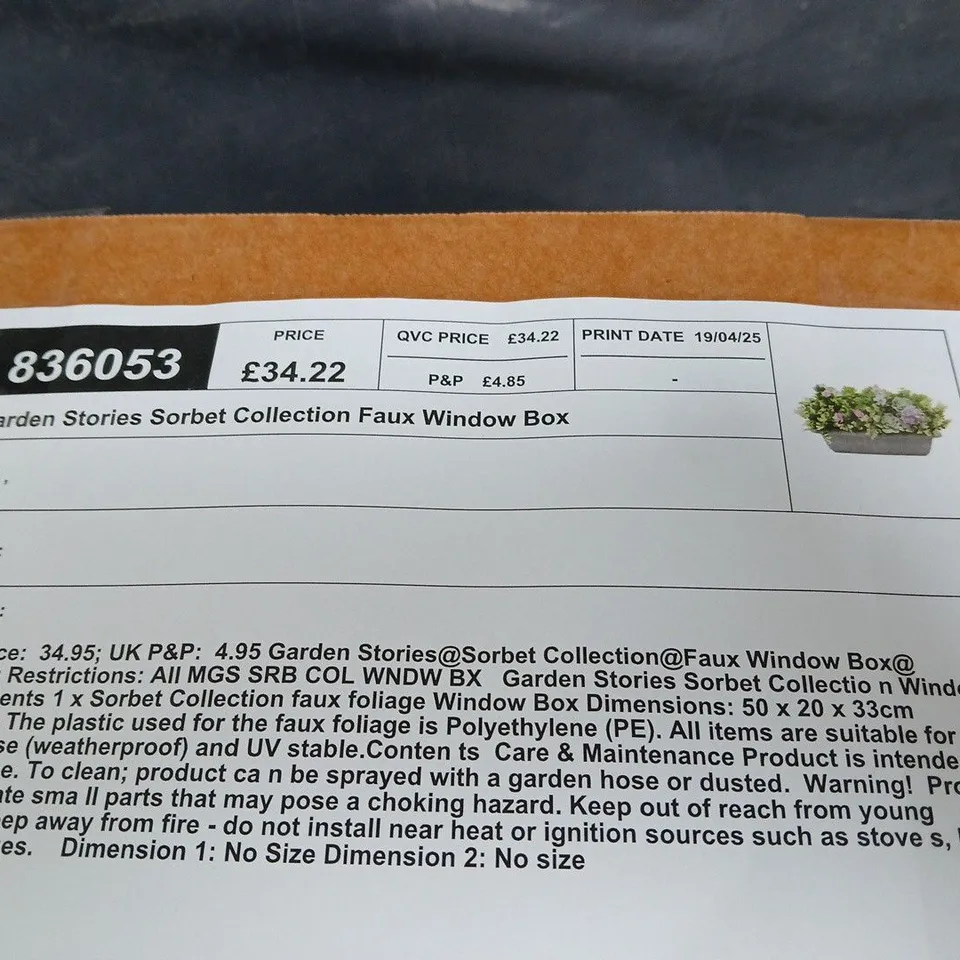 836053
PRICE
£34.22
QVC PRICE £34.22
P&P £4.85
PRINT DATE 19/04/25
-
arden Stories Sorbet Collection Faux Window Box
,
:
:
ce: 34.95; UK P&P: 4.95 Garden Stories@Sorbet Collection@Faux Window Box@
Restrictions: All MGS SRB COL WNDW BX Garden Stories Sorbet Collectio n Windo
ents 1 x Sorbet Collection faux foliage Window Box Dimensions: 50 x 20 x 33cm
The plastic used for the faux foliage is Polyethylene (PE). All items are suitable for
se (weatherproof) and UV stable.Conten ts Care & Maintenance Product is intende
e. To clean; product ca n be sprayed with a garden hose or dusted. Warning! Pro
ate sma ll parts that may pose a choking hazard. Keep out of reach from young
eep away from fire - do not install near heat or ignition sources such as stove s,
es. Dimension 1: No Size Dimension 2: No size